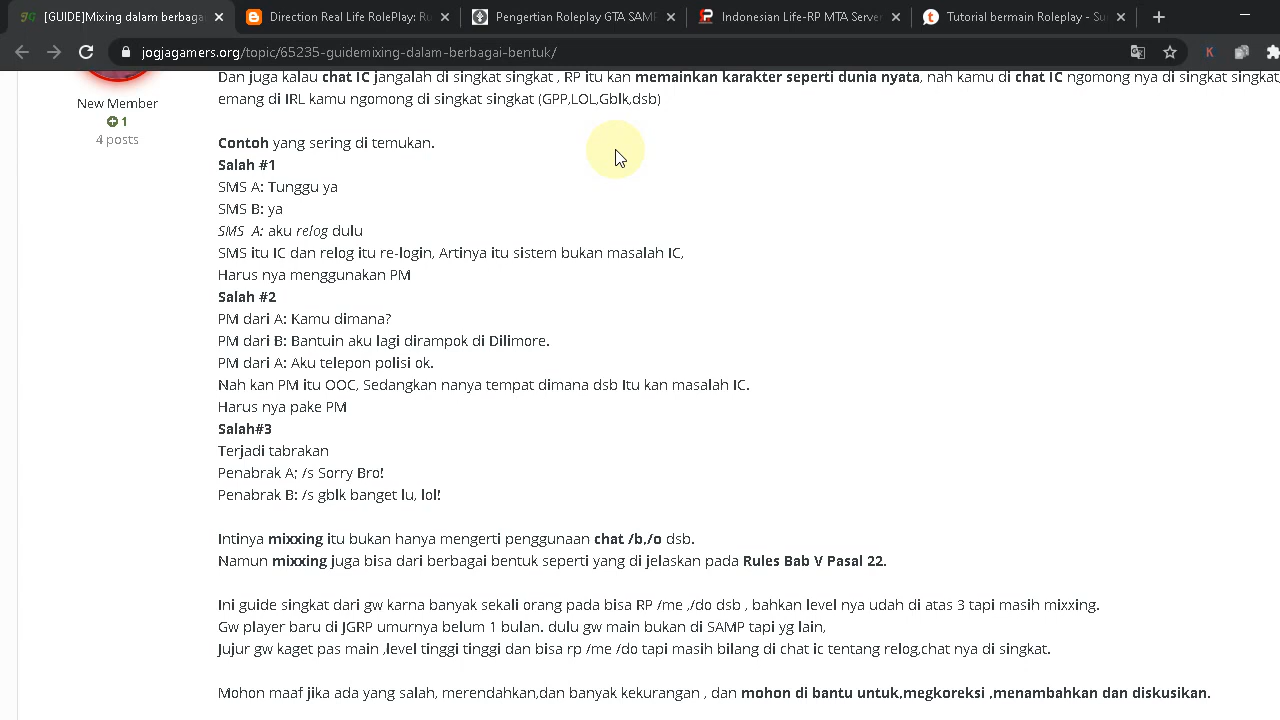 [GUIDE]Mixing dalam berbaga
Direction Real Life RolePlay: Ru
Pengertian Roleplay GTA SAMP
Indonesian Life-RP MTA Server
Tutorial bermain Roleplay - Su
jogjagamers.org/topic/65235-guidemixing-dalam-berbagai-bentuk/
Dan juga kalau chat IC jangalah di singkat singkat , RP itu kan memainkan karakter seperti dunia nyata, nah kamu di chat IC ngomong nya di singkat singkat
emang di IRL kamu ngomong di singkat singkat (GPP,LOL,Gblk,dsb)
New Member
1
4 posts
Contoh yang sering di temukan.
Salah #1
SMS A: Tunggu ya
SMS B: ya
SMS A: aku relog dulu
SMS itu IC dan relog itu re-login, Artinya itu sistem bukan masalah IC,
Harus nya menggunakan PM
Salah #2
PM dari A: Kamu dimana?
PM dari B: Bantuin aku lagi dirampok di Dilimore.
PM dari A: Aku telepon polisi ok.
Nah kan PM itu OOC, Sedangkan nanya tempat dimana dsb Itu kan masalah IC.
Harus nya pake PM
Salah#3
Terjadi tabrakan
Penabrak A; /s Sorry Bro!
Penabrak B: /s gblk banget lu, lol!
Intinya mixxing itu bukan hanya mengerti penggunaan chat /b,/o dsb.
Namun mixxing juga bisa dari berbagai bentuk seperti yang di jelaskan pada Rules Bab V Pasal 22.
Ini guide singkat dari gw karna banyak sekali orang pada bisa RP /me ,/do dsb , bahkan level nya udah di atas 3 tapi masih mixxing.
Gw player baru di JGRP umurnya belum 1 bulan. dulu gw main bukan di SAMP tapi yg lain,
Jujur gw kaget pas main ,level tinggi tinggi dan bisa rp /me /do tapi masih bilang di chat ic tentang relog,chat nya di singkat.
Mohon maaf jika ada yang salah, merendahkan,dan banyak kekurangan , dan mohon di bantu untuk,megkoreksi ,menambahkan dan diskusikan.